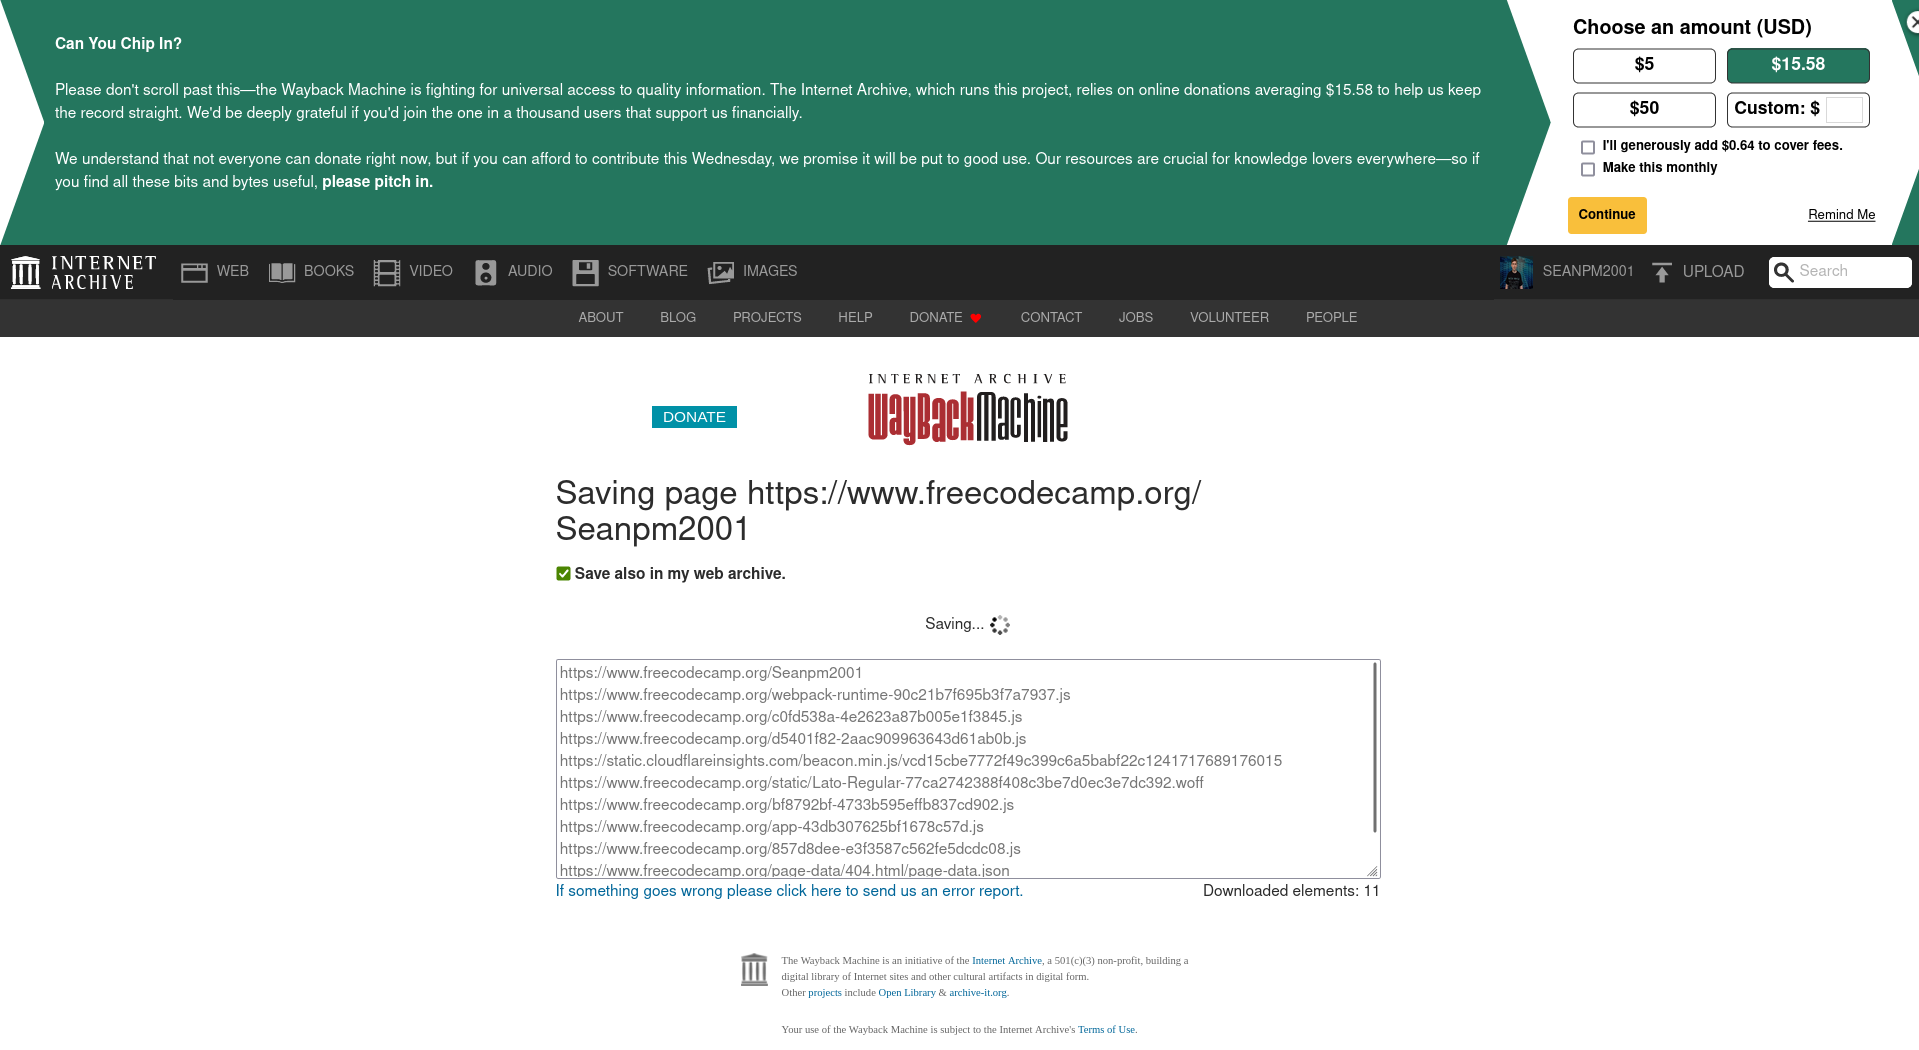 Can You Chip In?
Please don't scroll past this—the Wayback Machine is fighting for universal access to quality information. The Internet Archive, which runs this project, relies on online donations averaging $15.58 to help us keep
the record straight. We'd be deeply grateful if you'd join the one in a thousand users that support us financially.
We understand that not everyone can donate right now, but if you can afford to contribute this Wednesday, we promise it will be put to good use. Our resources are crucial for knowledge lovers everywhere—so if
you find all these bits and bytes useful, please pitch in.
Choose an amount (USD)
$5
$15.58
$50
Custom: $
I'll generously add $0.64 to cover fees.
Make this monthly
Continue
Remind Me
INTERNET
ARCHIVE
WEB
BOOKS
VIDEO
AUDIO
SOFTWARE
IMAGES
SEANPM2001
UPLOAD
Search
ABOUT
BLOG
PROJECTS
HELP
DONATE
CONTACT
JOBS
VOLUNTEER
PEOPLE
DONATE
INTERNET ARCHIVE
WayBackMachine
Saving page https://www.freecodecamp.org/
Seanpm2001
Save also in my web archive.
Saving...
https://www.freecodecamp.org/Seanpm2001
https://www.freecodecamp.org/webpack-runtime-90c21b7f695b3f7a7937.js
https://www.freecodecamp.org/c0fd538a-4e2623a87b005e1f3845.js
https://www.freecodecamp.org/d5401f82-2aac909963643d61ab0b.js
https://static.cloudflareinsights.com/beacon.min.js/vcd15cbe7772f49c399c6a5babf22c1241717689176015
https://www.freecodecamp.org/static/Lato-Regular-77ca2742388f408c3be7d0ec3e7dc392.woff
https://www.freecodecamp.org/bf8792bf-4733b595effb837cd902.js
https://www.freecodecamp.org/app-43db307625bf1678c57d.js
https://www.freecodecamp.org/857d8dee-e3f3587c562fe5dcdc08.js
https://www.freecodecamp.org/page-data/404.html/page-data.json
If something goes wrong please click here to send us an error report.
Downloaded elements: 11
The Wayback Machine is an initiative of the Internet Archive, a 501(c)(3) non-profit, building a
digital library of Internet sites and other cultural artifacts in digital form.
Other projects include Open Library & archive-it.org.
Your use of the Wayback Machine is subject to the Internet Archive's Terms of Use.